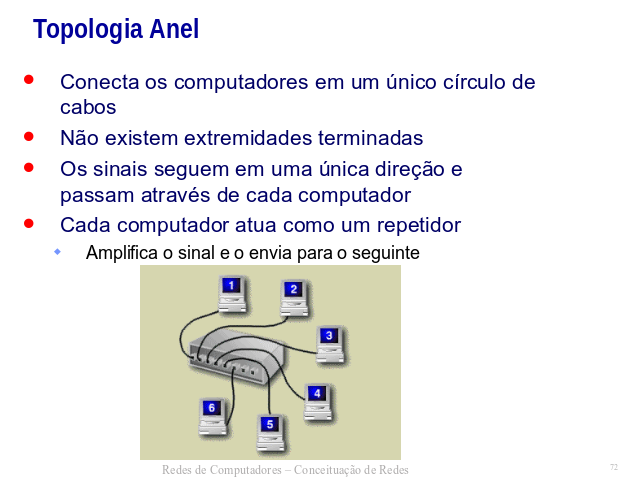 Topologia Anel
Conecta os computadores em um único círculo de
cabos
Não existem extremidades terminadas
Os sinais seguem em uma única direção e
passam através de cada computador
Cada computador atua como um repetidor
Amplifica o sinal e o envia para o seguinte
1
2
3
4
5
6
Redes de Computadores – Conceituação de Redes
72